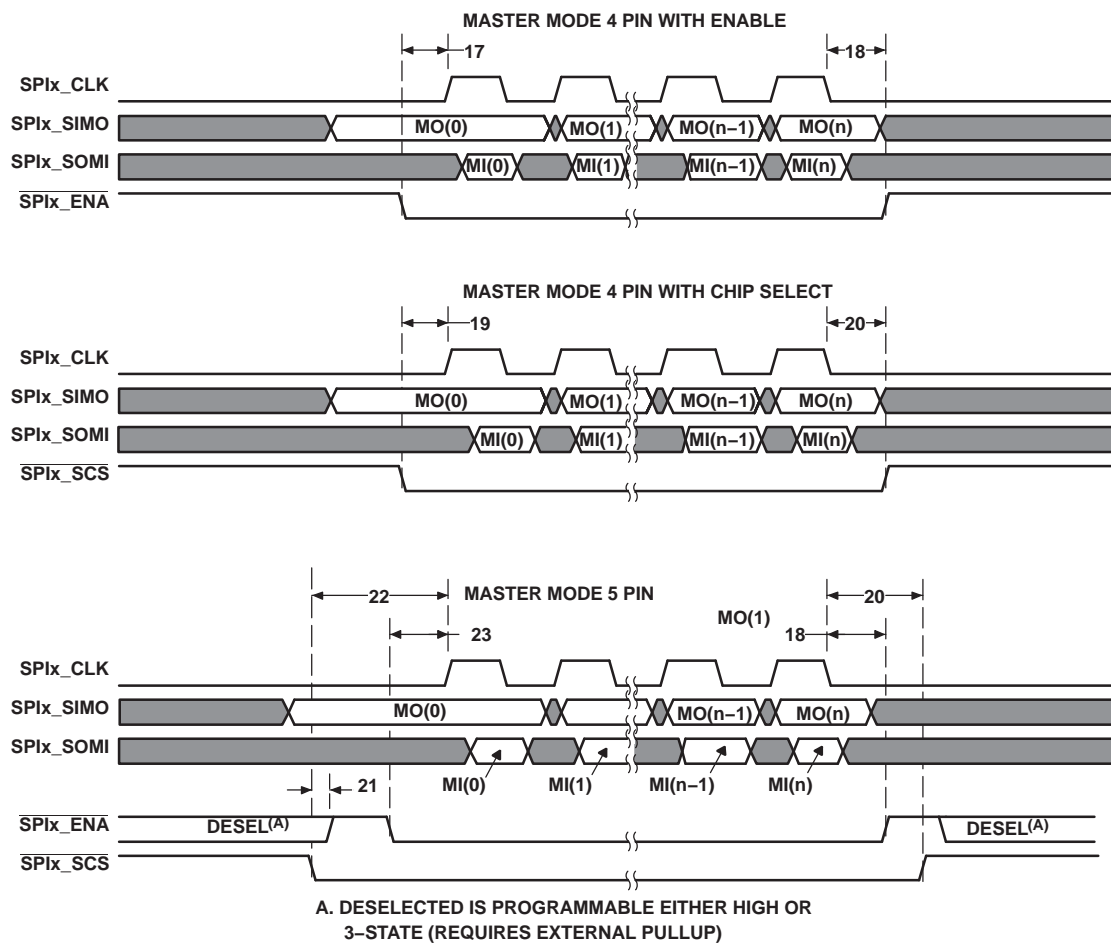 MASTER MODE 4 PIN WITH ENABLE
17
18
SPIx_CLK
SPIx_SIMO
MO(0) MO(1) MO(n−1) MO(n)
SPIx_SOMI
MI(0) MI(1) MI(n−1) MI(n)
SPIx_ENA
MASTER MODE 4 PIN WITH CHIP SELECT
19
20
SPIx_CLK
SPIx_SIMO
MO(0) MO(1) MO(n−1) MO(n)
SPIx_SOMI
MI(0) MI(1) MI(n−1) MI(n)
SPIx_SCS
22
MASTER MODE 5 PIN
20
MO(1)
23
18
SPIx_CLK
SPIx_SIMO
MO(0) MO(n−1) MO(n)
SPIx_SOMI
MI(0) MI(1) MI(n−1) MI(n)
21
SPIx_ENA
DESEL(A) DESEL(A)
SPIx_SCS
A. DESELECTED IS PROGRAMMABLE EITHER HIGH OR
3−STATE (REQUIRES EXTERNAL PULLUP)